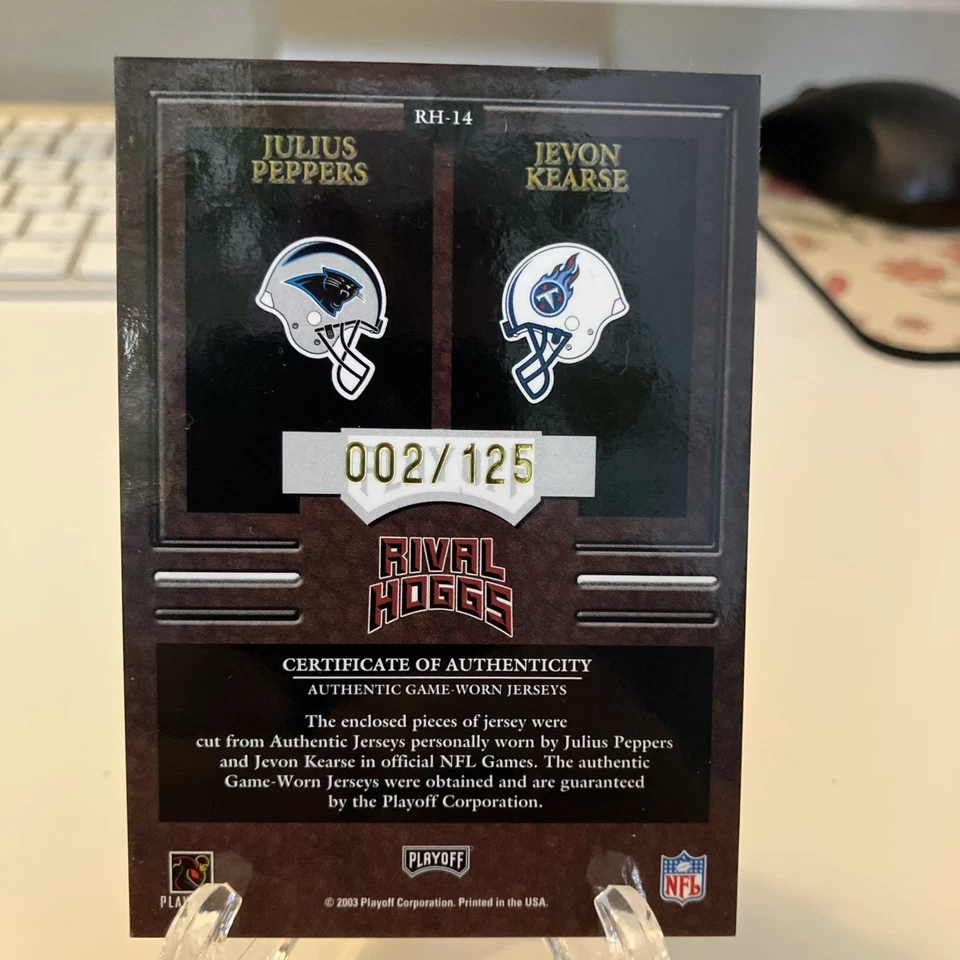 RH-14
JULIUS
PEPPERS
JEVON
KEARSE
002/125
RIVAL
HOGGS
CERTIFICATE OF AUTHENTICITY
AUTHENTIC GAME-WORN JERSEYS
The enclosed pieces of jersey were
cut from Authentic Jerseys personally worn by Julius Peppers
and Jevon Kearse in official NFL Games. The authentic
Game-Worn Jerseys were obtained and are guaranteed
by the Playoff Corporation.
PLAYOFF
NFL
© 2003 Playoff Corporation. Printed in the USA.